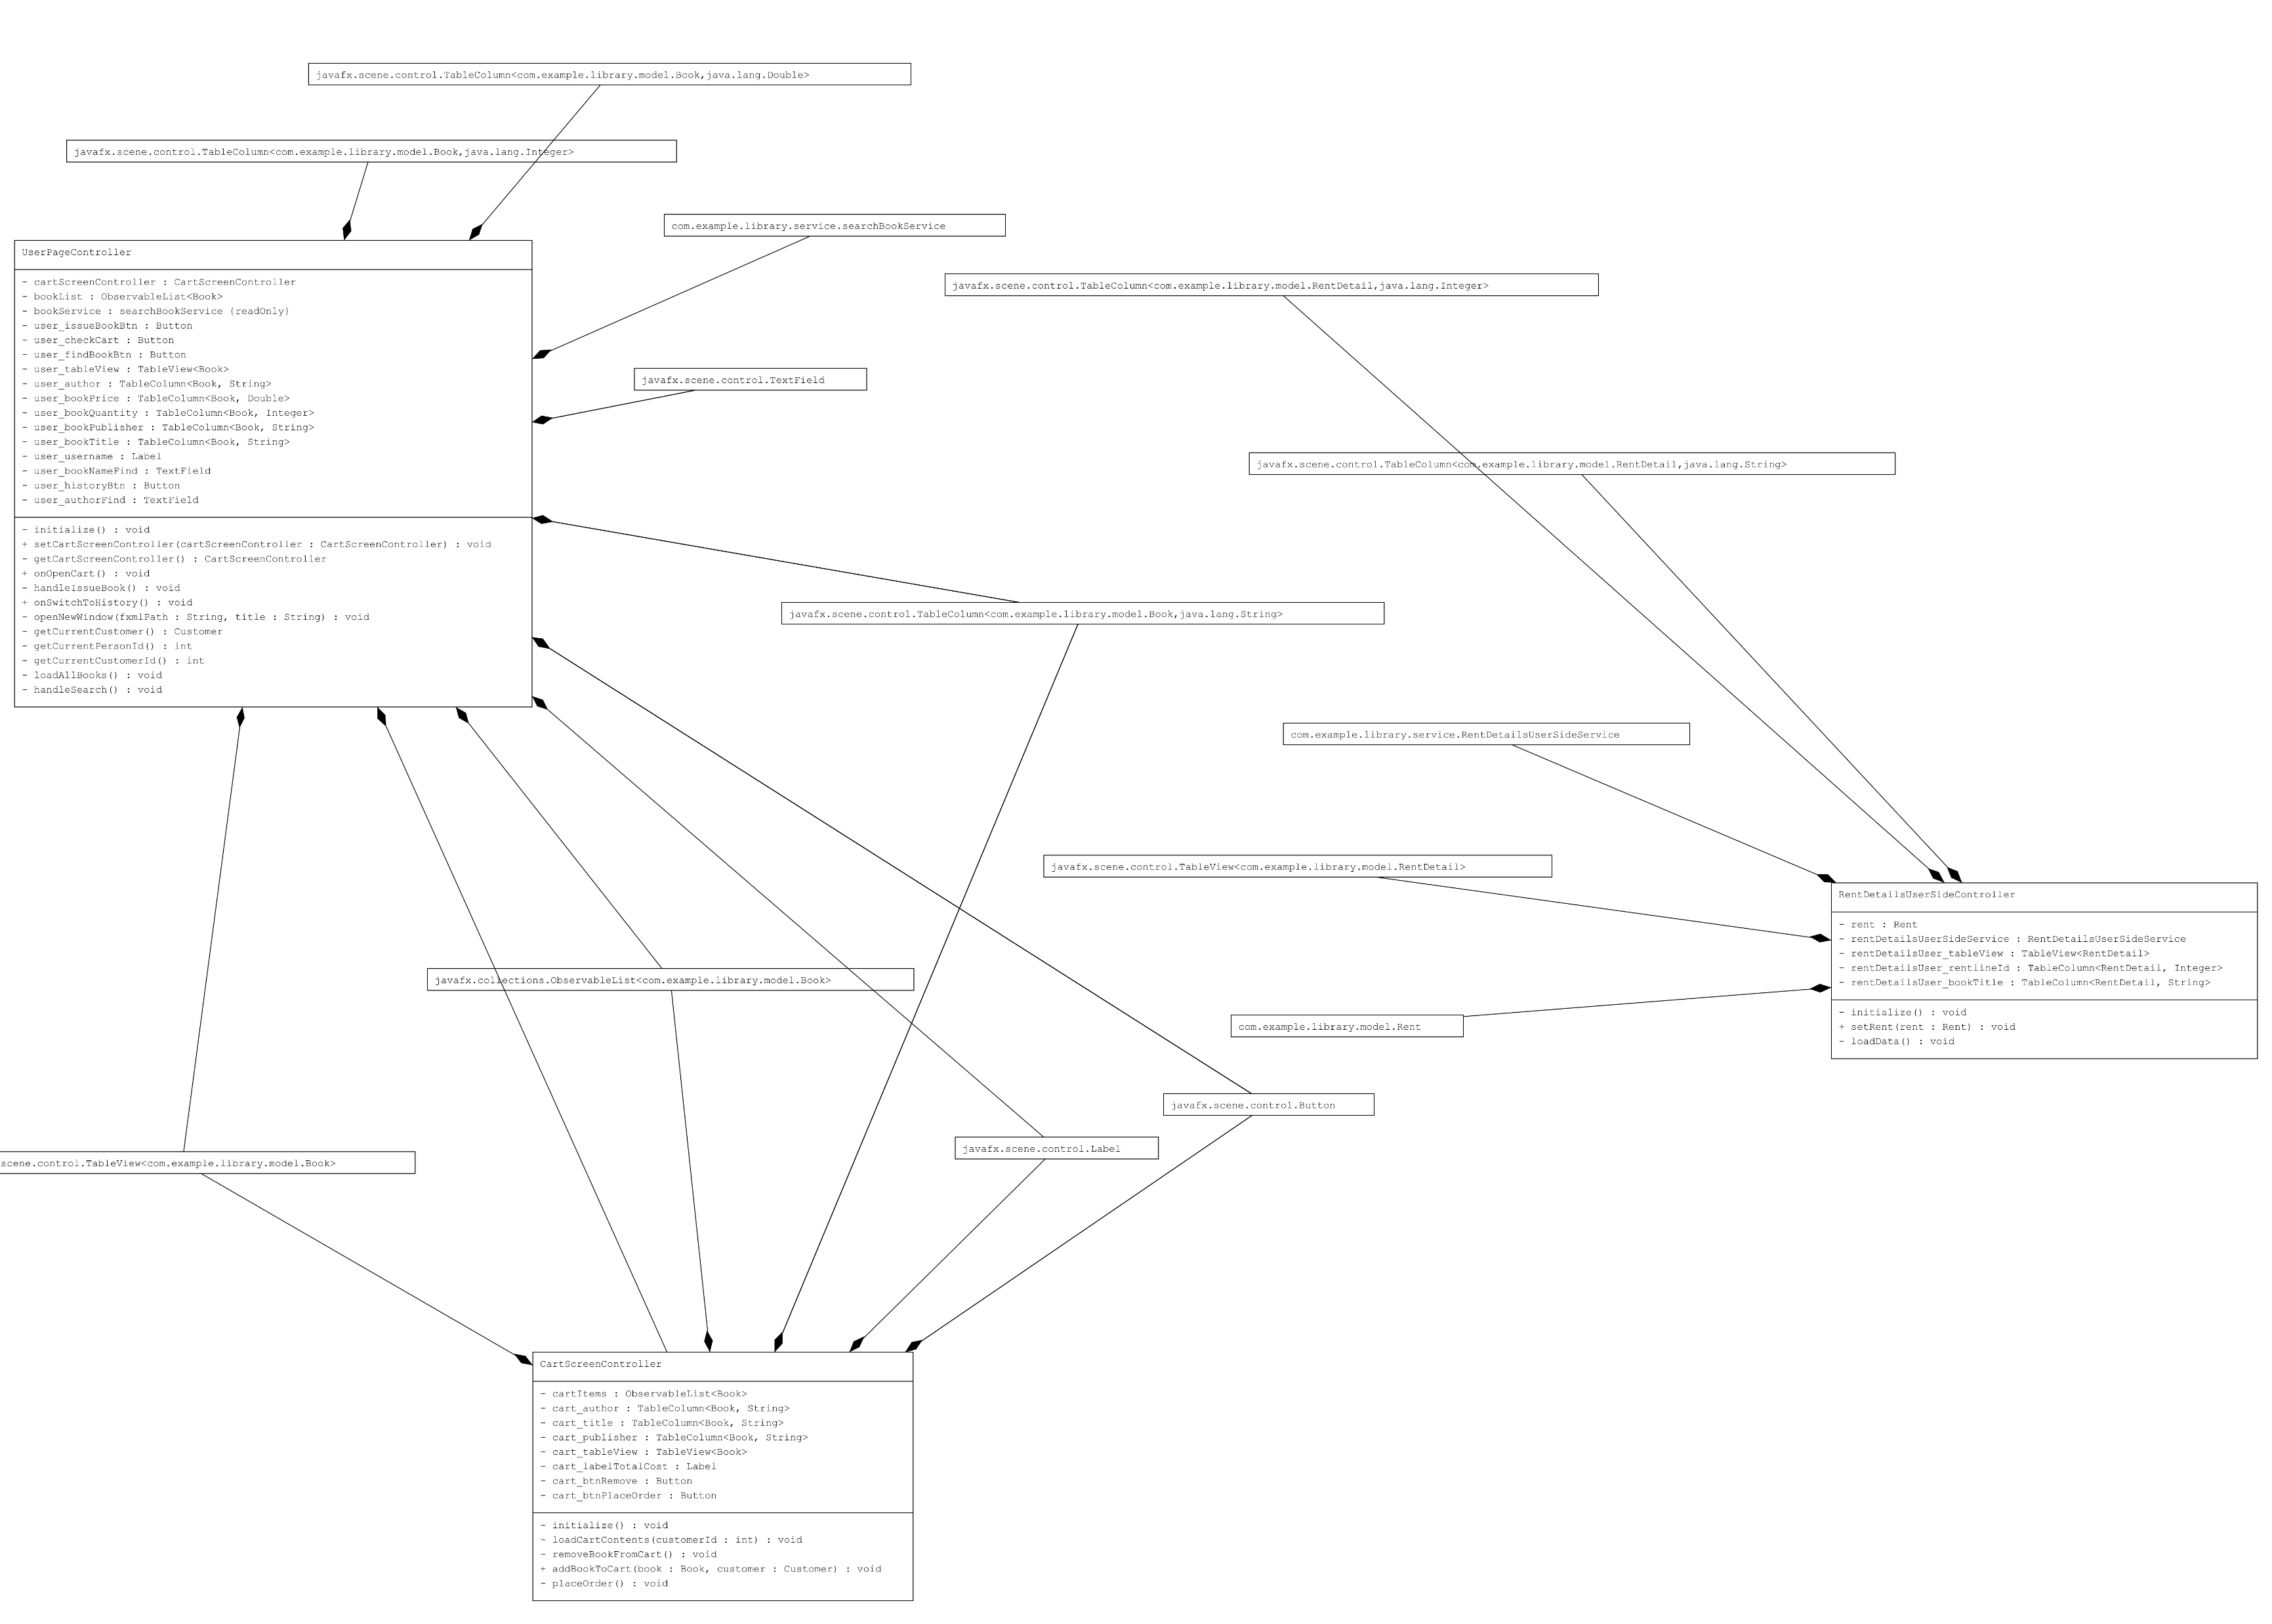 javafx.scene.control.TableColumn<com.example.library.model.Book,java.lang.Double>
javafx.scene.control.TableColumn<com.example.library.model.Book,java.lang.Integer>
com.example.library.service.searchBookService
UserPageController
- cartScreenController : CartScreenController
- bookList : ObservableList<Book>
- bookService : searchBookService {readOnly}
- user_issueBookBtn : Button
- user_checkCart : Button
- user_findBookBtn : Button
- user_tableView : TableView<Book>
- user_author : TableColumn<Book, String>
- user_bookPrice : TableColumn<Book, Double>
- user_bookQuantity : TableColumn<Book, Integer>
- user_bookPublisher : TableColumn<Book, String>
- user_bookTitle : TableColumn<Book, String>
- user_username : Label
- user_bookNameFind : TextField
- user_historyBtn : Button
- user_authorFind : TextField
- initialize() : void
+ setCartScreenController(cartScreenController : CartScreenController) : void
- getCartScreenController() : CartScreenController
+ onOpenCart() : void
- handleIssueBook() : void
+ onSwitchToHistory() : void
- openNewWindow(fxmlPath : String, title : String) : void
- getCurrentCustomer() : Customer
- getCurrentPersonId() : int
- getCurrentCustomerId() : int
- loadAllBooks() : void
- handleSearch() : void
javafx.scene.control.TableColumn<com.example.library.model.RentDetail,java.lang.Integer>
javafx.scene.control.TextField
javafx.scene.control.TableColumn<com.example.library.model.RentDetail,java.lang.String>
javafx.scene.control.TableColumn<com.example.library.model.Book,java.lang.String>
com.example.library.service.RentDetailsUserSideService
javafx.scene.control.TableView<com.example.library.model.RentDetail>
RentDetailsUserSideController
- rent : Rent
- rentDetailsUserSideService : RentDetailsUserSideService
- rentDetailsUser_tableView : TableView<RentDetail>
- rentDetailsUser_rentlineId : TableColumn<RentDetail, Integer>
- rentDetailsUser_bookTitle : TableColumn<RentDetail, String>
- initialize() : void
+ setRent(rent : Rent) : void
- loadData() : void
javafx.collections.ObservableList<com.example.library.model.Book>
com.example.library.model.Rent
javafx.scene.control.Button
javafx.scene.control.Label
scene.control.TableView<com.example.library.model.Book>
CartScreenController
- cartItems : ObservableList<Book>
- cart_author : TableColumn<Book, String>
- cart_title : TableColumn<Book, String>
- cart_publisher : TableColumn<Book, String>
- cart_tableView : TableView<Book>
- cart_labelTotalCost : Label
- cart_btnRemove : Button
- cart_btnPlaceOrder : Button
- initialize() : void
~ loadCartContents(customerId : int) : void
- removeBookFromCart() : void
+ addBookToCart(book : Book, customer : Customer) : void
- placeOrder() : void